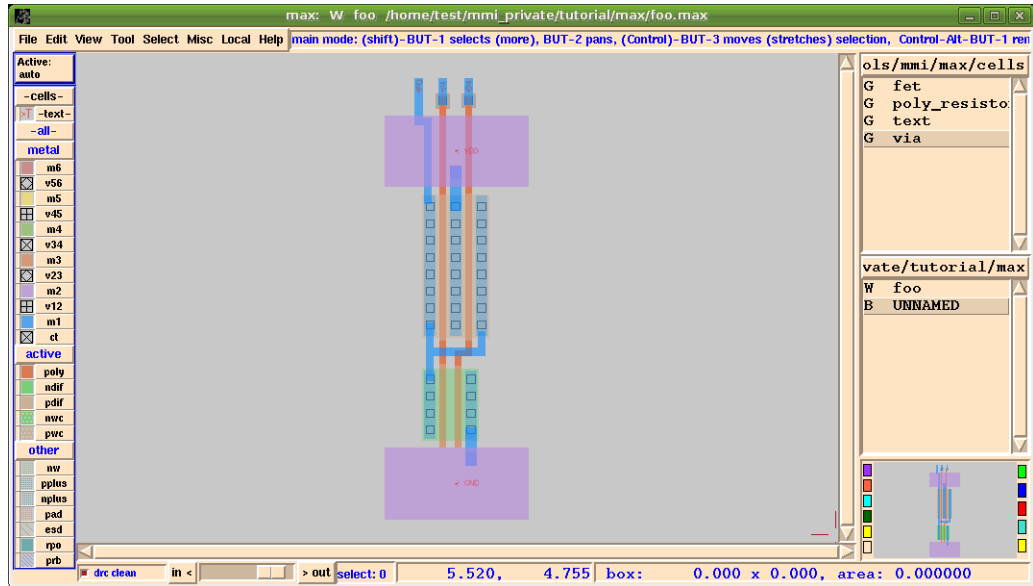 max: W foo /home/test/mmi_private/tutorial/max/foo.max
File Edit View Tool Select Misc Local Help main mode: (shift)-BUT-1 selects (more), BUT-2 pans, (Control)-BUT-3 moves (stretches) selection, Control-Alt-BUT-1 ren
Active:
auto
-cells-
-text-
-all-
metal
m6
v56
m5
v45
m4
v34
m3
v23
m2
v12
m1
ct
active
poly
ndif
pdif
nwc
pwc
other
nw
pplus
nplus
pad
esd
rpo
prb
VDD
GND
ols/mmi/max/cells
G fet
G poly_resisto
G text
G via
vate/tutorial/max
W foo
B UNNAMED
drc clean in < > out select: 0 5.520, 4.755 box: 0.000 x 0.000, area: 0.000000